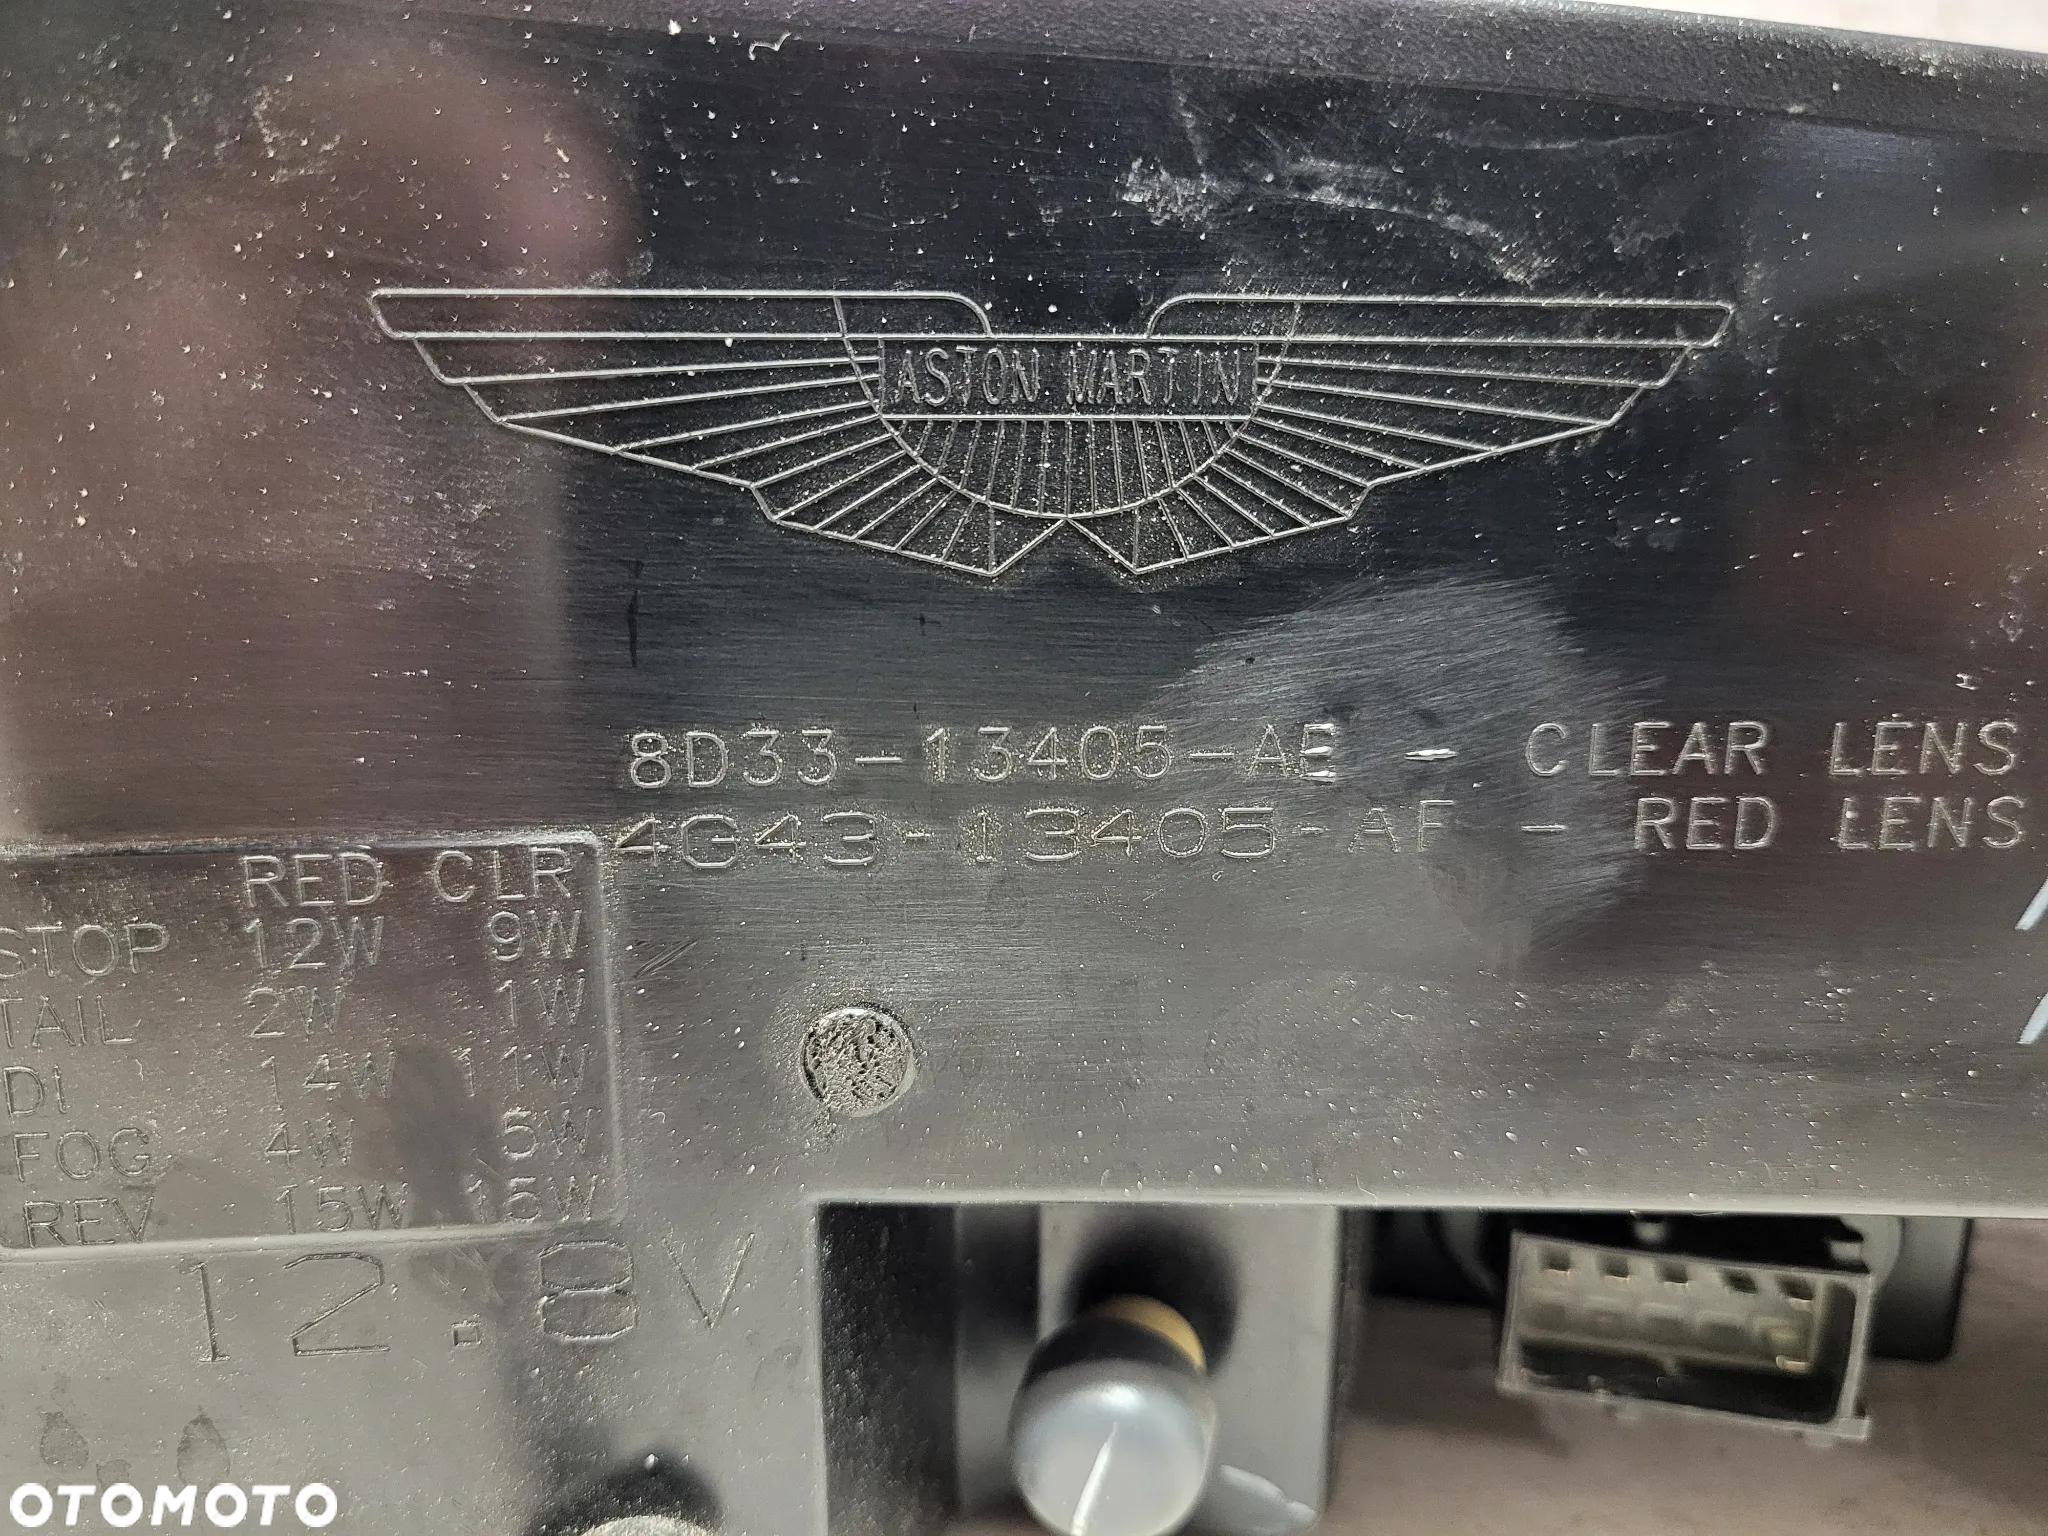 ASTON MARTIN
8D33-13405-AE - CLEAR LENS
4G43-13405-AF - RED LENS
RED CLR
STOP 12W 9W
TAIL 2W 1W
DI 14W 11W
FOG 4W 5W
REV 15W 15W
12.8V
OTOMOTO